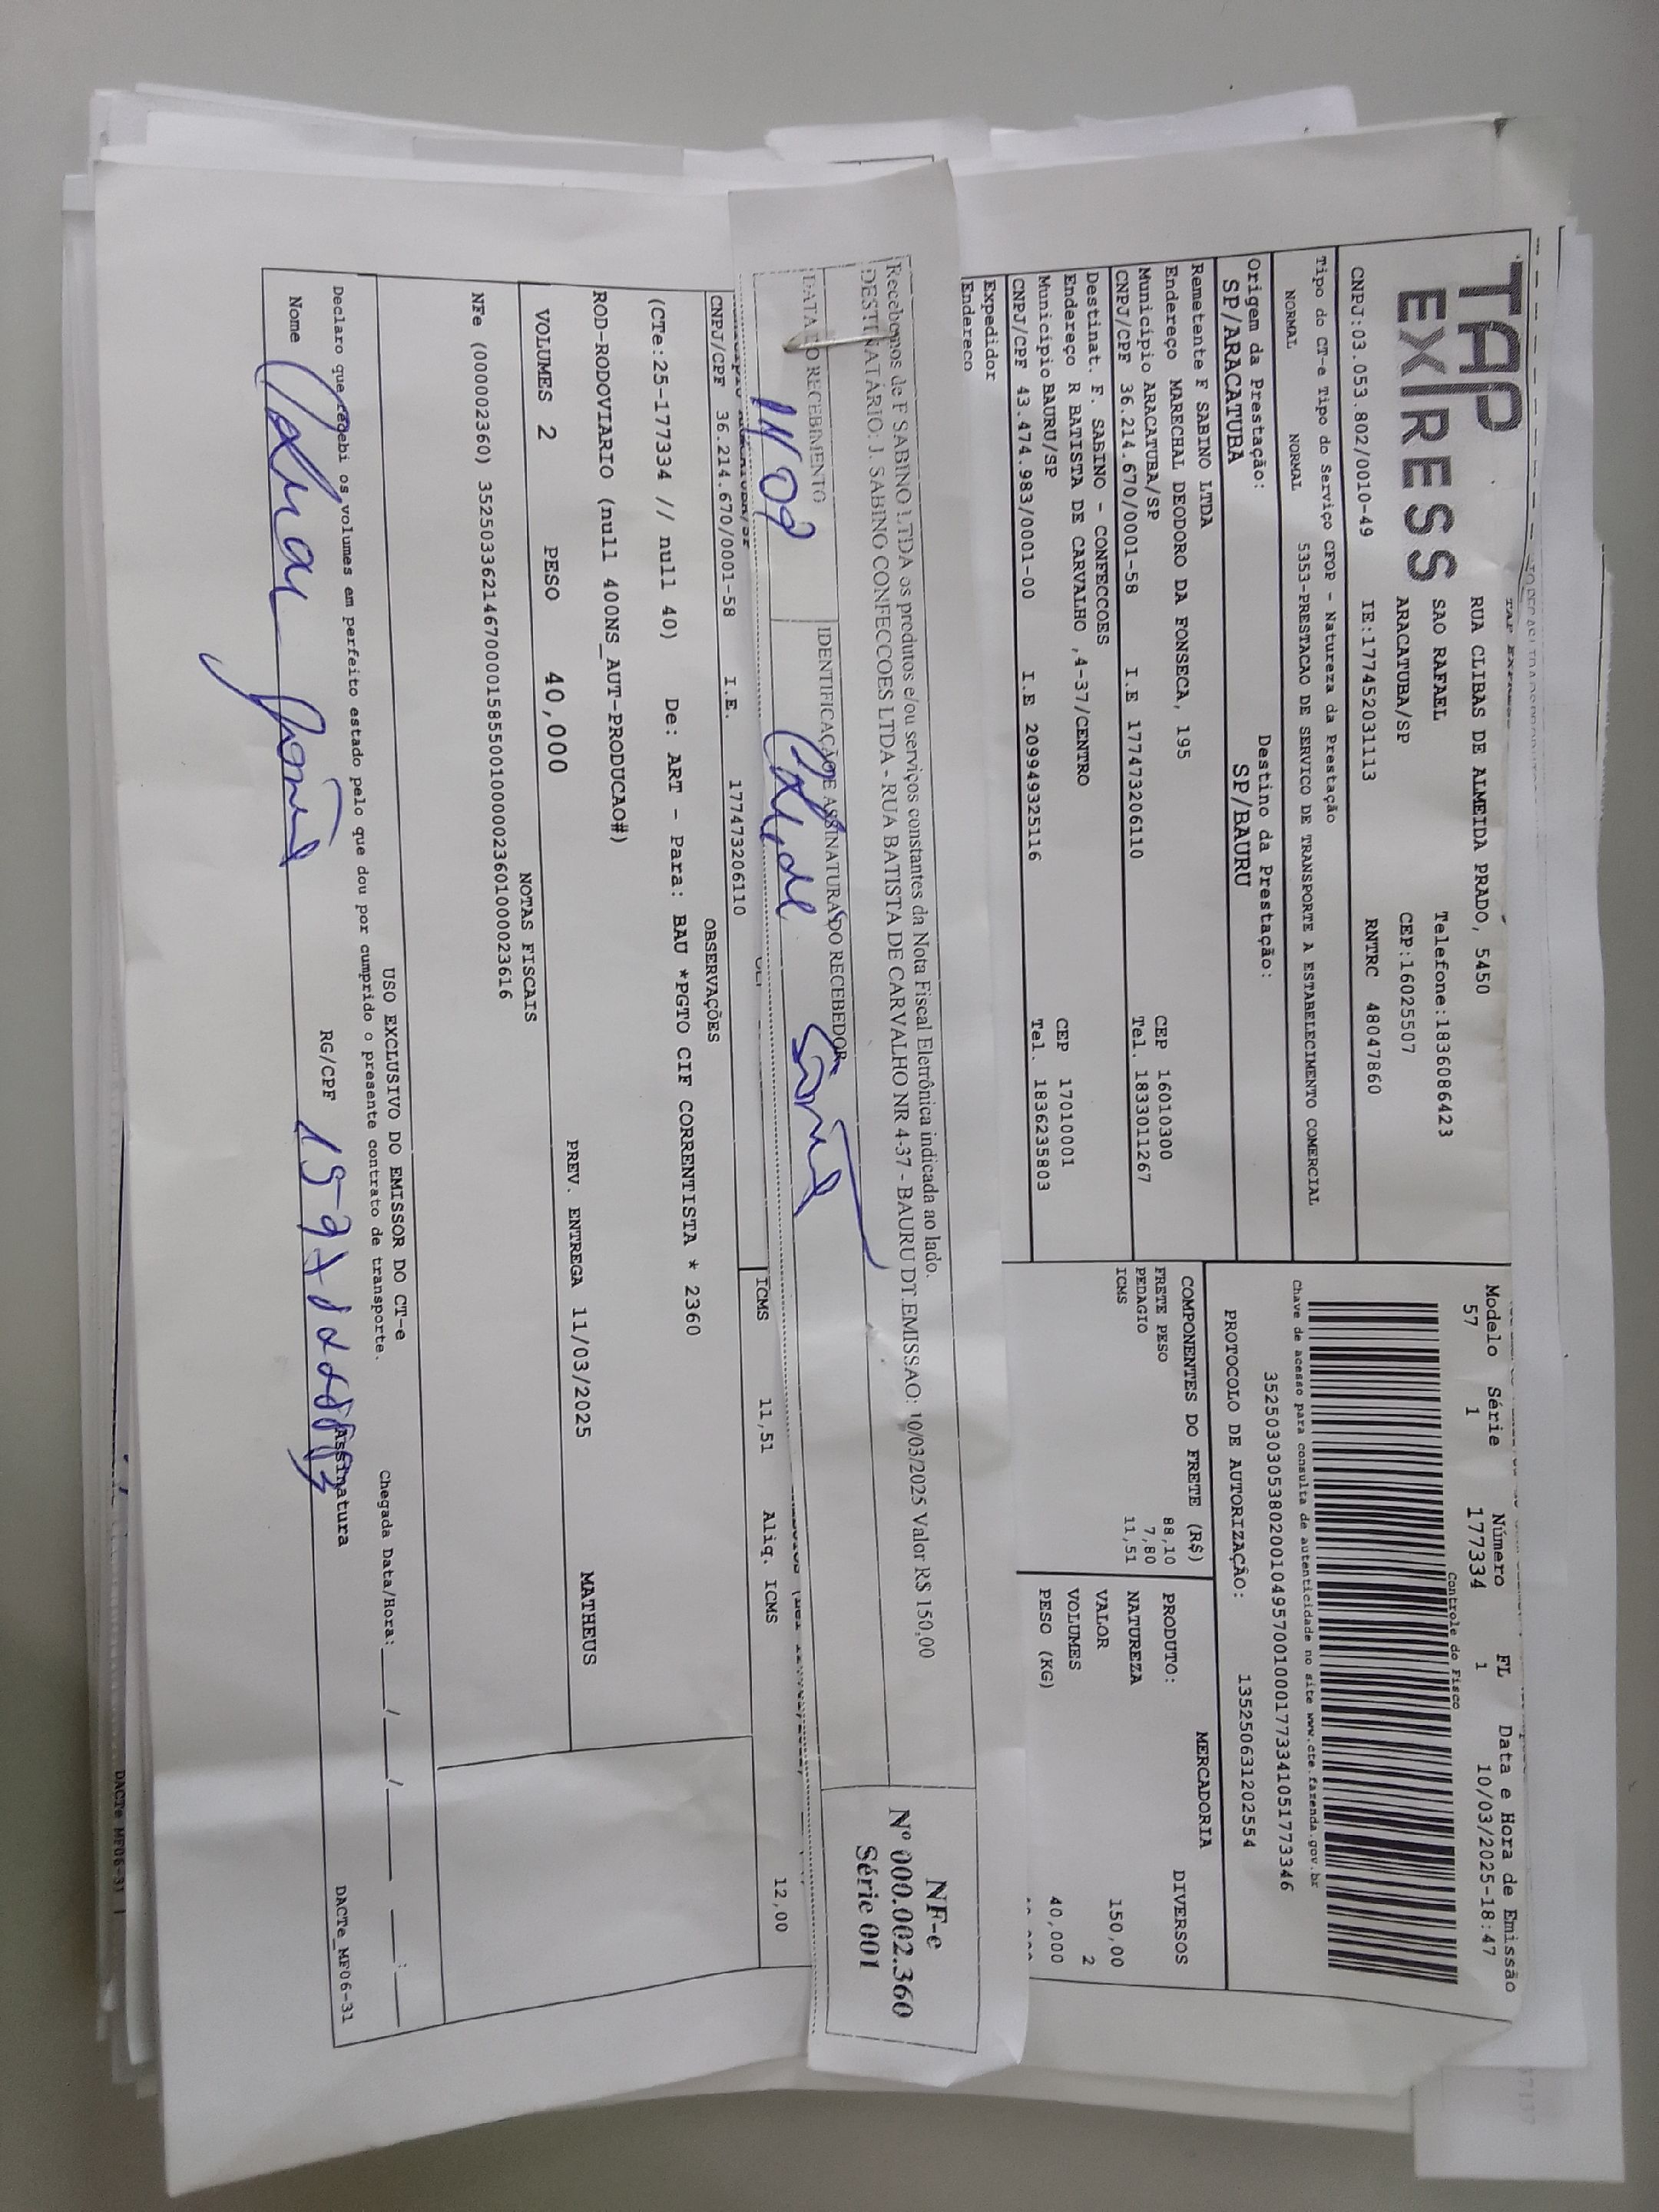 TAP
EXPRESS
RUA CLIBAS DE ALMEIDA PRADO, 5450
SAO RAFAEL Telefone:1836086423
ARACATUBA/SP CEP:16025507
CNPJ:03.053.802/0010-49 IE:177452031113 RNTRC 48047860
Modelo Série Número FL Data e Hora de Emissão
57 1 177334 1 10/03/2025-18:47
Controle do Fisco
Chave de acesso para consulta de autenticidade no site www.cte.fazenda.gov.br
35250303053802001049570010001773341051773346
PROTOCOLO DE AUTORIZAÇÃO: 135250631202554
Tipo do CT-e Tipo do Serviço CFOP - Natureza da Prestação
NORMAL NORMAL 5353-PRESTACAO DE SERVICO DE TRANSPORTE A ESTABELECIMENTO COMERCIAL
Origem da Prestação: Destino da Prestação:
SP/ARACATUBA SP/BAURU
Remetente F SABINO LTDA
Endereço MARECHAL DEODORO DA FONSECA, 195 CEP 16010300
Município ARACATUBA/SP Tel. 1833011267
CNPJ/CPF 36.214.670/0001-58 I.E 177473206110
Destinat. F. SABINO - CONFECCOES
Endereço R BATISTA DE CARVALHO ,4-37/CENTRO CEP 17010001
Município BAURU/SP Tel. 1836235803
CNPJ/CPF 43.474.983/0001-00 I.E 209949325116
Expedidor
Endereço
COMPONENTES DO FRETE (R$)
FRETE PESO 88,10
PEDAGIO 7,80
ICMS 11,51
MERCADORIA
PRODUTO: DIVERSOS
NATUREZA
VALOR 150,00
VOLUMES 2
PESO (KG) 40,000
Recebemos de F SABINO LTDA os produtos e/ou serviços constantes da Nota Fiscal Eletrônica indicada ao lado.
DESTINATÁRIO: J. SABINO CONFECCOES LTDA - RUA BATISTA DE CARVALHO NR 4-37 - BAURU DT.EMISSAO: 10/03/2025 Valor R$ 150,00
DATA DO RECEBIMENTO IDENTIFICAÇÃO E ASSINATURA DO RECEBEDOR
NF-e
Nº 000.002.360
Série 001
CNPJ/CPF 36.214.670/0001-58 I.E. 177473206110
ICMS 11,51 Aliq. ICMS 12,00
OBSERVAÇÕES
(CTe:25-177334 // null 40) De: ART - Para: BAU *PGTO CIF CORRENTISTA * 2360
ROD-RODOVIARIO (null 400NS_AUT-PRODUCAO#)
VOLUMES 2 PESO 40,000 PREV. ENTREGA 11/03/2025 MATHEUS
NOTAS FISCAIS
NFe (000002360) 35250336214670000158550010000023601000023616
USO EXCLUSIVO DO EMISSOR DO CT-e
Declaro que recebi os volumes em perfeito estado pelo que dou por cumprido o presente contrato de transporte. Chegada Data/Hora: / / :
Nome RG/CPF Assinatura
DACTe_MF06-31
DACTe MF06-31